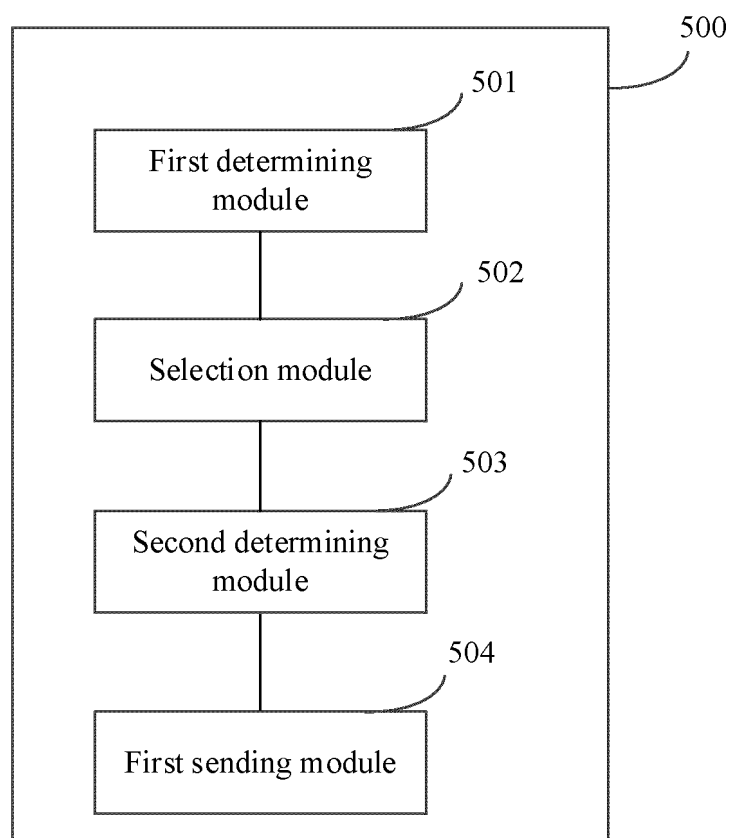 500
501
First determining
module
502
Selection module
503
Second determining
module
504
First sending module